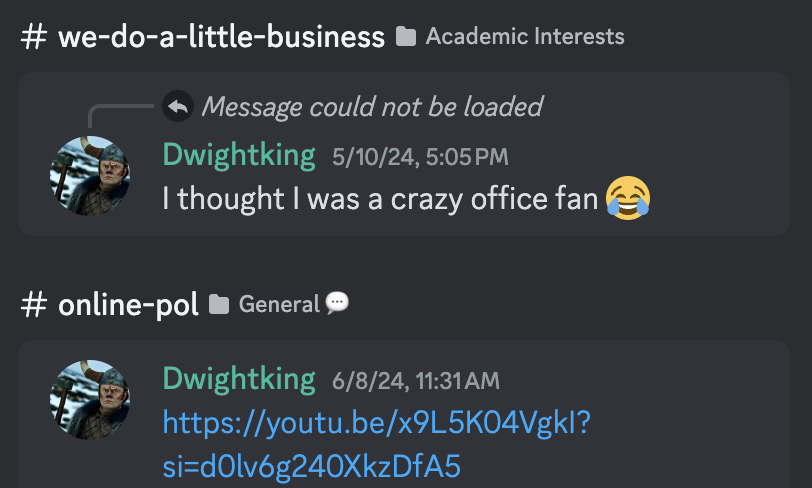 # we-do-a-little-business Academic Interests
Message could not be loaded
Dwightking 5/10/24, 5:05 PM
I thought I was a crazy office fan 😂
# online-pol General 💬
Dwightking 6/8/24, 11:31 AM
https://youtu.be/x9L5K04VgkI?
si=d0lv6g240XkzDfA5